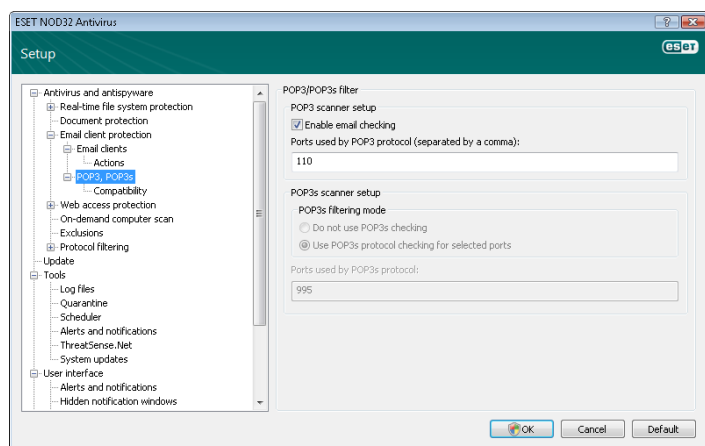 ESET NOD32 Antivirus
Setup
eset
Antivirus and antispyware
Real-time file system protection
Document protection
Email client protection
Email clients
Actions
POP3, POP3s
Compatibility
Web access protection
On-demand computer scan
Exclusions
Protocol filtering
Update
Tools
Log files
Quarantine
Scheduler
Alerts and notifications
ThreatSense.Net
System updates
User interface
Alerts and notifications
Hidden notification windows
POP3/POP3s filter
POP3 scanner setup
Enable email checking
Ports used by POP3 protocol (separated by a comma):
110
POP3s scanner setup
POP3s filtering mode
Do not use POP3s checking
Use POP3s protocol checking for selected ports
Ports used by POP3s protocol:
995
OK
Cancel
Default